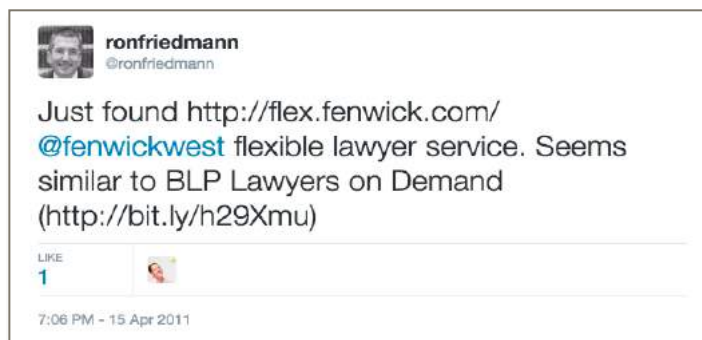 ronfriedmann
@ronfriedmann
Just found http://flex.fenwick.com/
@fenwickwest flexible lawyer service. Seems
similar to BLP Lawyers on Demand
(http://bit.ly/h29Xmu)
LIKE
1
7:06 PM - 15 Apr 2011